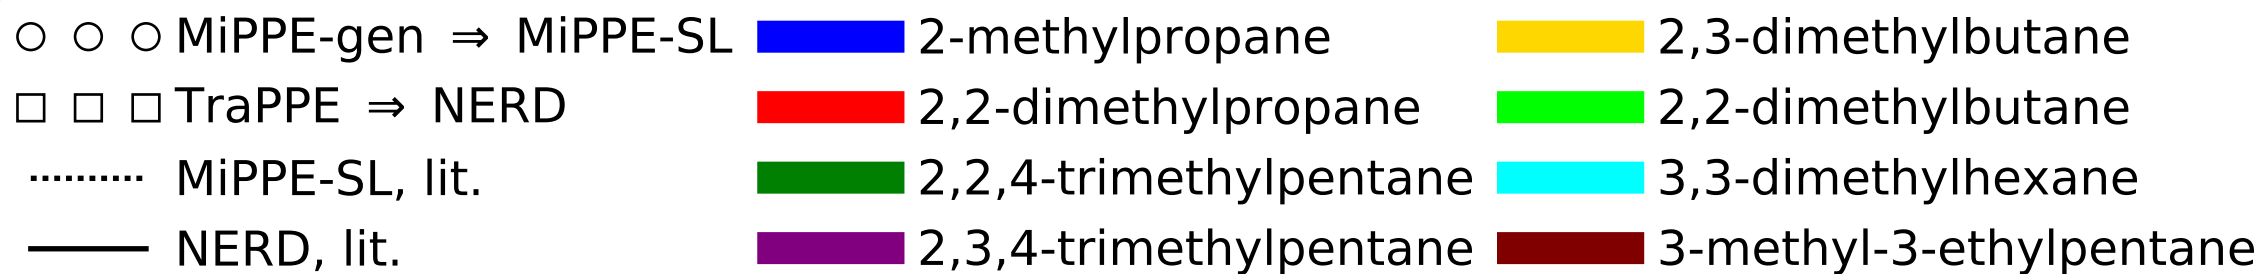 MiPPE-gen ⇒ MiPPE-SL 2-methylpropane 2,3-dimethylbutane
TraPPE ⇒ NERD 2,2-dimethylpropane 2,2-dimethylbutane
MiPPE-SL, lit. 2,2,4-trimethylpentane 3,3-dimethylhexane
NERD, lit. 2,3,4-trimethylpentane 3-methyl-3-ethylpentane